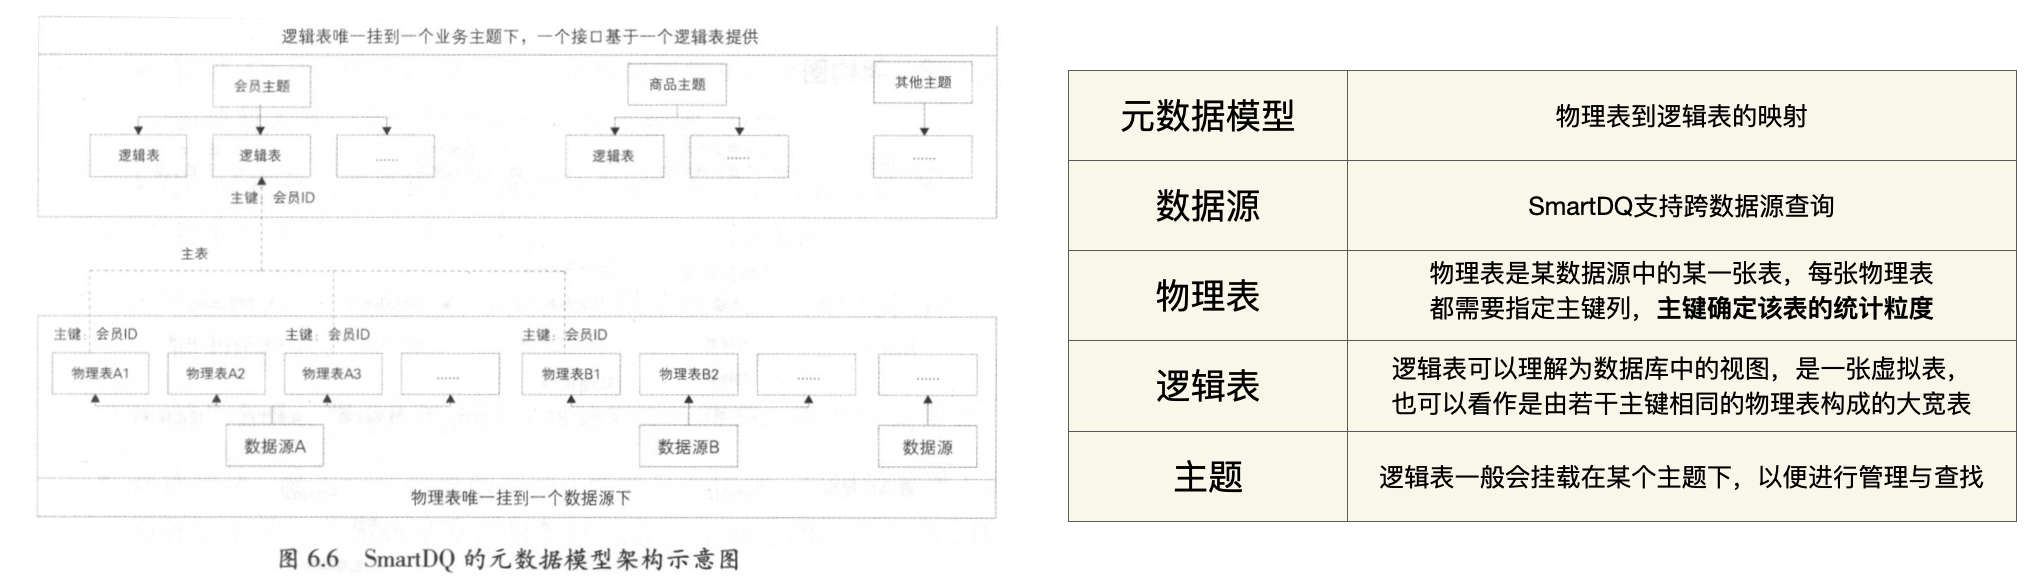 逻辑表唯一挂到一个业务主题下，一个接口基于一个逻辑表提供
会员主题
商品主题
其他主题
逻辑表
逻辑表
......
逻辑表
......
......
主键：会员ID
主表
主键：会员ID
主键：会员ID
主键：会员ID
物理表A1
物理表A2
物理表A3
......
物理表B1
物理表B2
......
......
数据源A
数据源B
数据源
物理表唯一挂到一个数据源下
图 6.6 SmartDQ 的元数据模型架构示意图
元数据模型
物理表到逻辑表的映射
数据源
SmartDQ支持跨数据源查询
物理表
物理表是某数据源中的某一张表，每张物理表
都需要指定主键列，主键确定该表的统计粒度
逻辑表
逻辑表可以理解为数据库中的视图，是一张虚拟表，
也可以看作是由若干主键相同的物理表构成的大宽表
主题
逻辑表一般会挂载在某个主题下，以便进行管理与查找